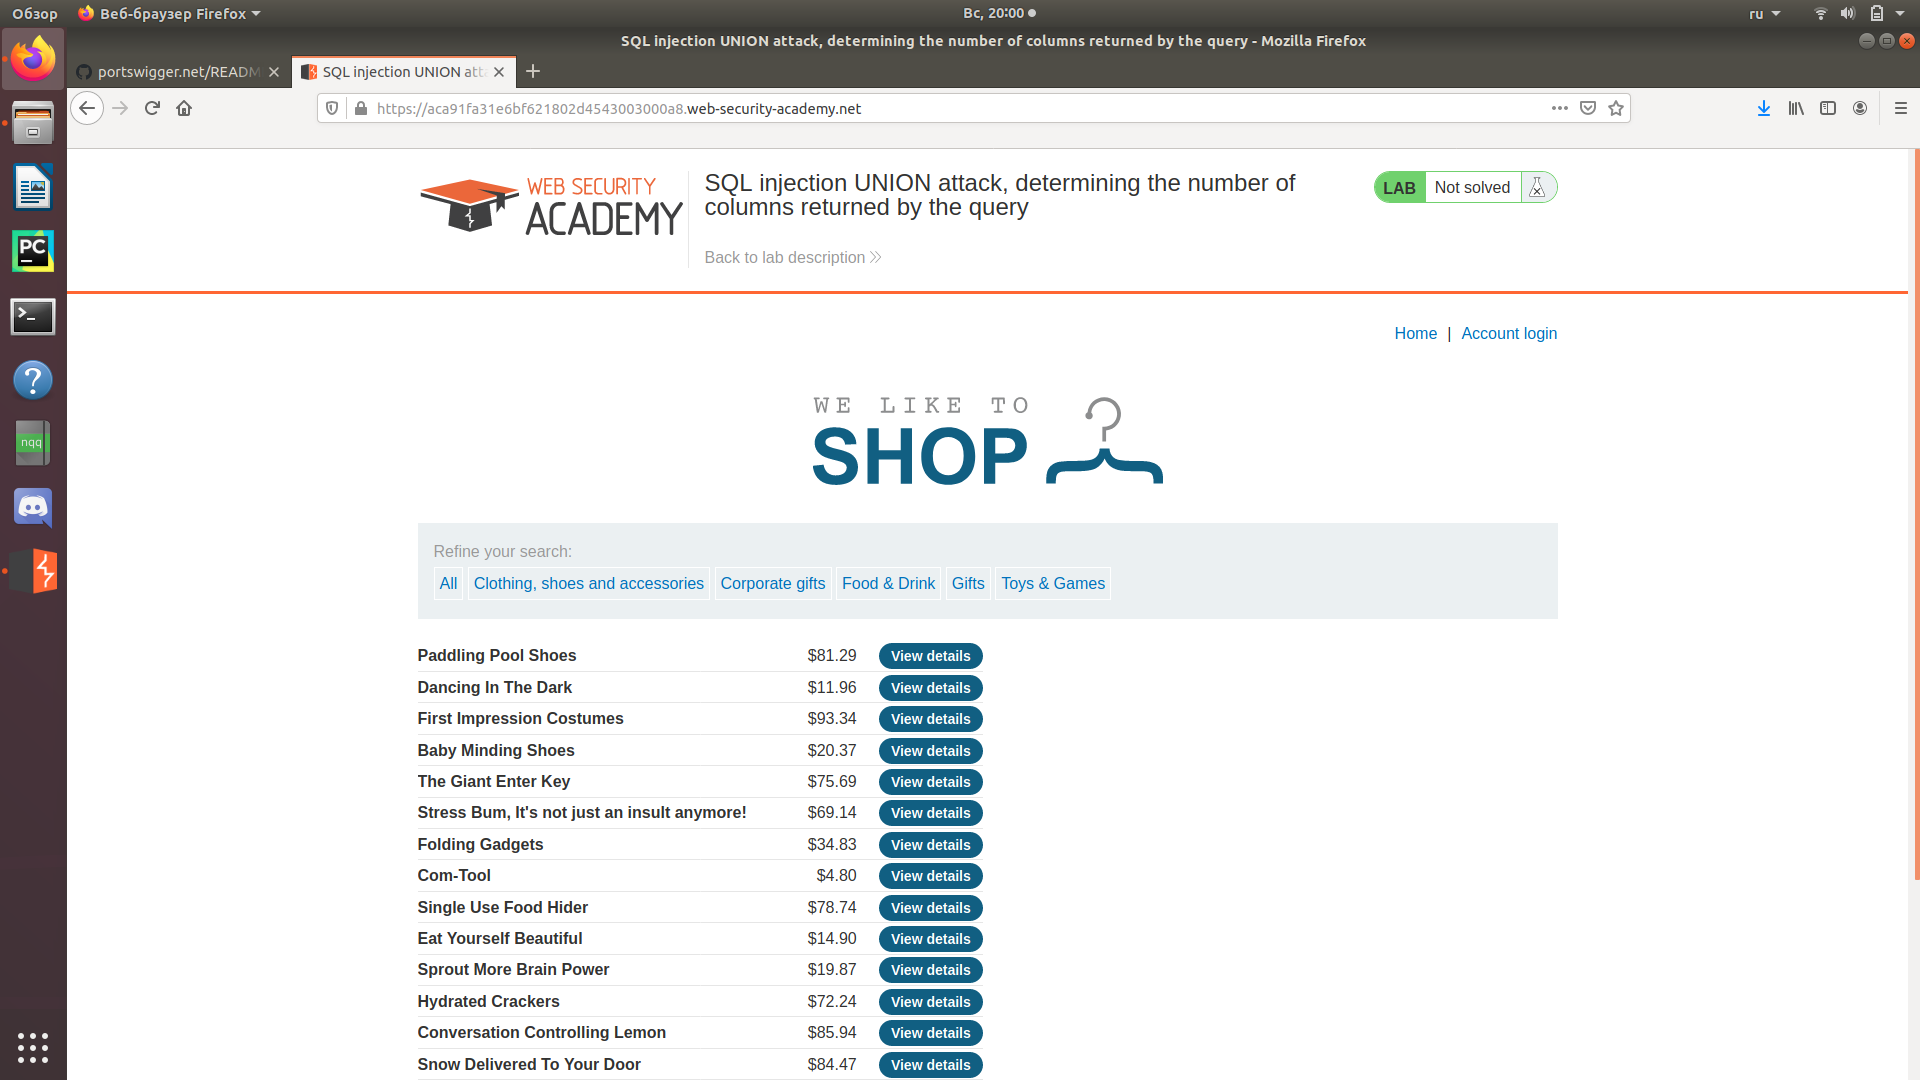 Обзор Веб-браузер Firefox Вс, 20:00 ru
SQL injection UNION attack, determining the number of columns returned by the query - Mozilla Firefox
portswigger.net/READM SQL injection UNION atta
https://aca91fa31e6bf621802d4543003000a8.web-security-academy.net
WEB SECURITY
ACADEMY
SQL injection UNION attack, determining the number of
columns returned by the query
Back to lab description
LAB Not solved
Home | Account login
WE LIKE TO
SHOP
Refine your search:
All Clothing, shoes and accessories Corporate gifts Food & Drink Gifts Toys & Games
Paddling Pool Shoes $81.29 View details
Dancing In The Dark $11.96 View details
First Impression Costumes $93.34 View details
Baby Minding Shoes $20.37 View details
The Giant Enter Key $75.69 View details
Stress Bum, It's not just an insult anymore! $69.14 View details
Folding Gadgets $34.83 View details
Com-Tool $4.80 View details
Single Use Food Hider $78.74 View details
Eat Yourself Beautiful $14.90 View details
Sprout More Brain Power $19.87 View details
Hydrated Crackers $72.24 View details
Conversation Controlling Lemon $85.94 View details
Snow Delivered To Your Door $84.47 View details
PC
nqq